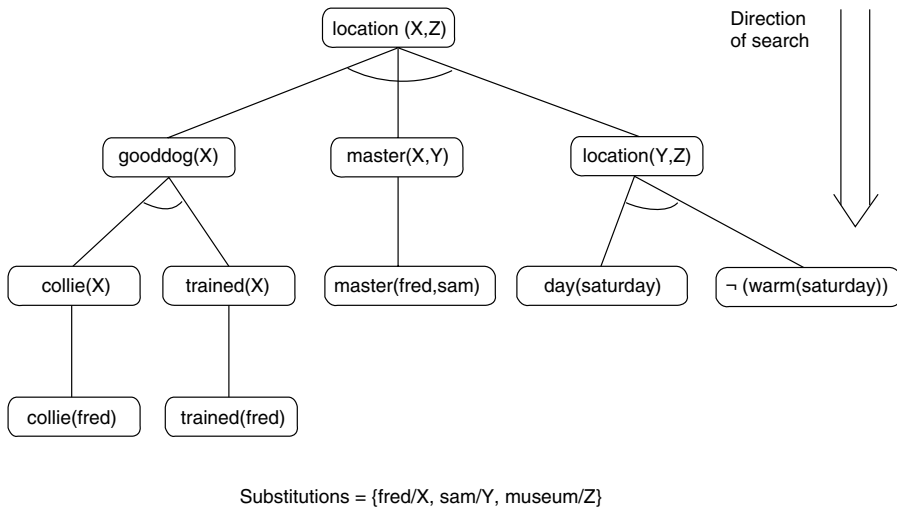 location (X,Z)
Direction
of search
gooddog(X)
master(X,Y)
location(Y,Z)
collie(X)
trained(X)
master(fred,sam)
day(saturday)
¬ (warm(saturday))
collie(fred)
trained(fred)
Substitutions = {fred/X, sam/Y, museum/Z}